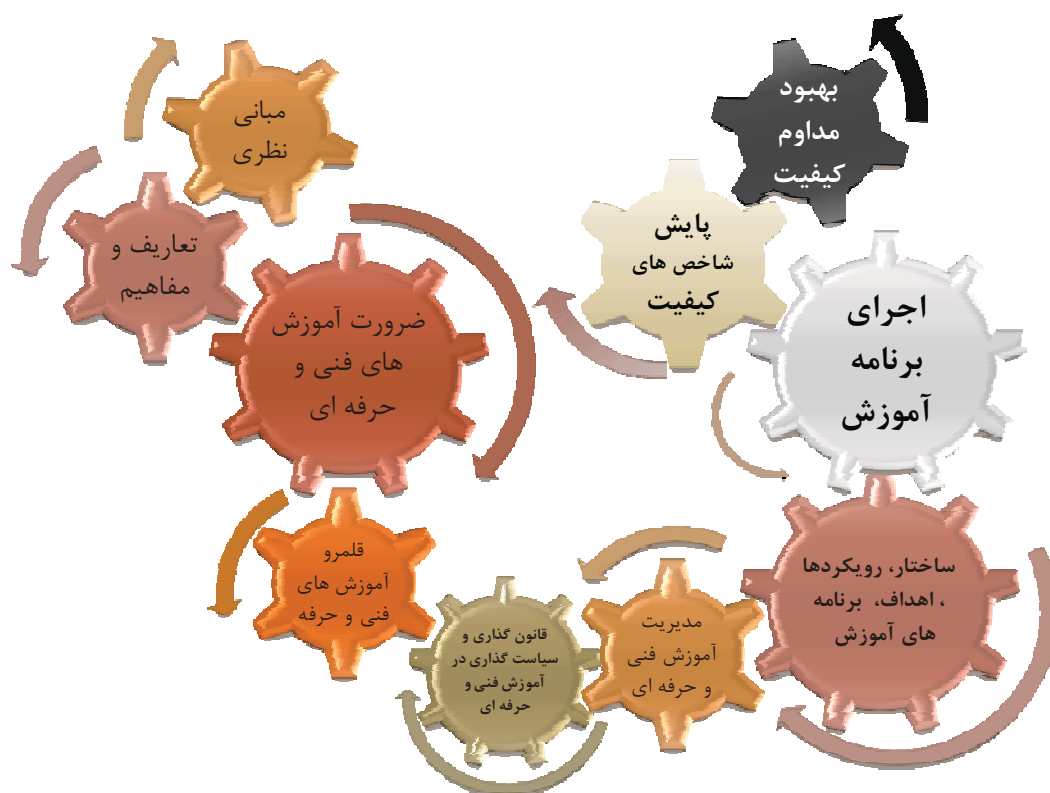 مبانی
نظری
تعاریف و
مفاهیم
ضرورت آموزش
های فنی و
حرفه ای
قلمرو
آموزش های
فنی و حرفه
قانون گذاری و
سیاست گذاری در
آموزش فنی و
حرفه ای
مدیریت
آموزش فنی
و حرفه ای
ساختار، رویکردها
، اهداف، برنامه
های آموزش
اجرای
برنامه
آموزش
پایش
شاخص های
کیفیت
بهبود
مداوم
کیفیت